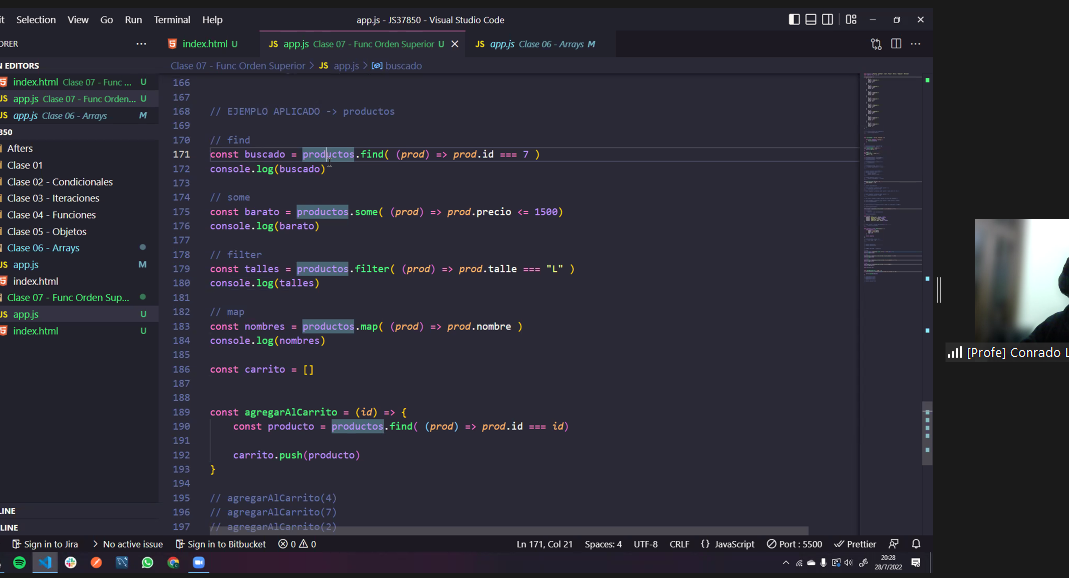 it Selection View Go Run Terminal Help app.js - JS37850 - Visual Studio Code
ORER ··· index.html U JS app.js Clase 07 - Func Orden Superior U JS app.js Clase 06 - Arrays M ···
N EDITORS
Clase 07 - Func Orden Superior > JS app.js > buscado
index.html Clase 07 - Func ... U
JS app.js Clase 07 - Func Orden... U
JS app.js Clase 06 - Arrays M
850
Afters
Clase 01
Clase 02 - Condicionales
Clase 03 - Iteraciones
Clase 04 - Funciones
Clase 05 - Objetos
Clase 06 - Arrays
JS app.js M
index.html
Clase 07 - Func Orden Sup...
JS app.js U
index.html U
LINE
LINE
166
167
168 // EJEMPLO APLICADO -> productos
169
170 // find
171 const buscado = productos.find( (prod) => prod.id === 7 )
172 console.log(buscado)
173
174 // some
175 const barato = productos.some( (prod) => prod.precio <= 1500)
176 console.log(barato)
177
178 // filter
179 const talles = productos.filter( (prod) => prod.talle === "L" )
180 console.log(talles)
181
182 // map
183 const nombres = productos.map( (prod) => prod.nombre )
184 console.log(nombres)
185
186 const carrito = []
187
188
189 const agregarAlCarrito = (id) => {
190 const producto = productos.find( (prod) => prod.id === id)
191
192 carrito.push(producto)
193 }
194
195 // agregarAlCarrito(4)
196 // agregarAlCarrito(7)
197 // agregarAlCarrito(2)
[Profe] Conrado L
Sign in to Jira > No active issue Sign in to Bitbucket 0 0 Ln 171, Col 21 Spaces: 4 UTF-8 CRLF {} JavaScript Port : 5500 Prettier
20:28
28/7/2022